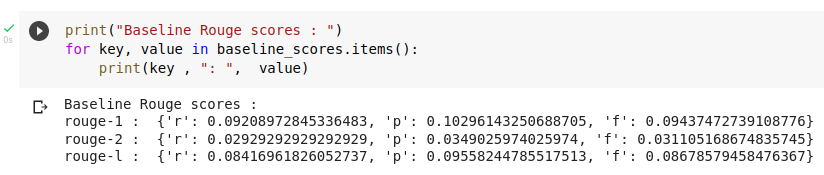 print("Baseline Rouge scores : ")
for key, value in baseline_scores.items():
    print(key , ": ",  value)
0s
Baseline Rouge scores :
rouge-1 :  {'r': 0.09208972845336483, 'p': 0.10296143250688705, 'f': 0.09437472739108776}
rouge-2 :  {'r': 0.02929292929292929, 'p': 0.0349025974025974, 'f': 0.031105168674835745}
rouge-l :  {'r': 0.08416961826052737, 'p': 0.09558244785517513, 'f': 0.08678579458476367}